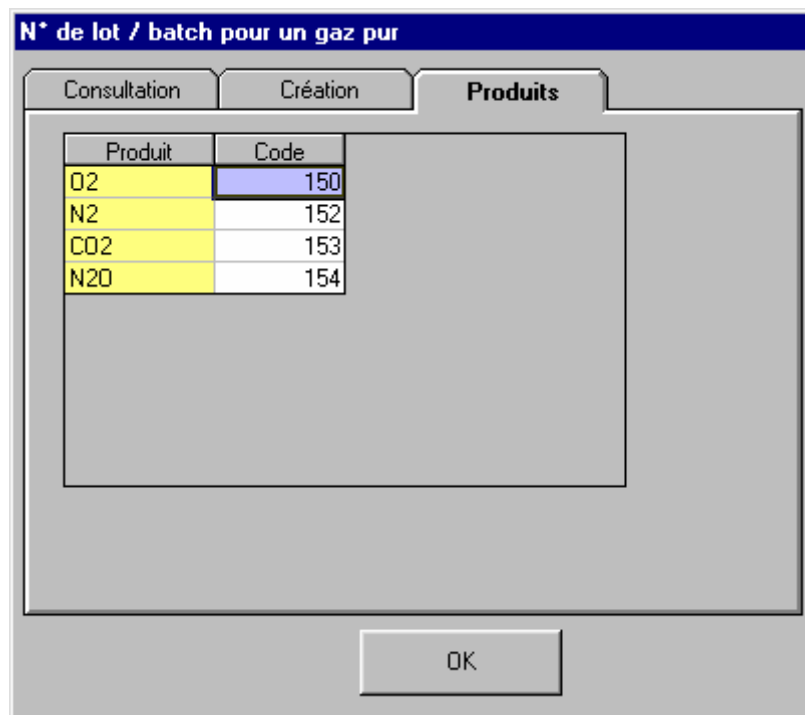 N° de lot / batch pour un gaz pur
Consultation Création Produits
Produit Code
O2 150
N2 152
CO2 153
N2O 154
OK